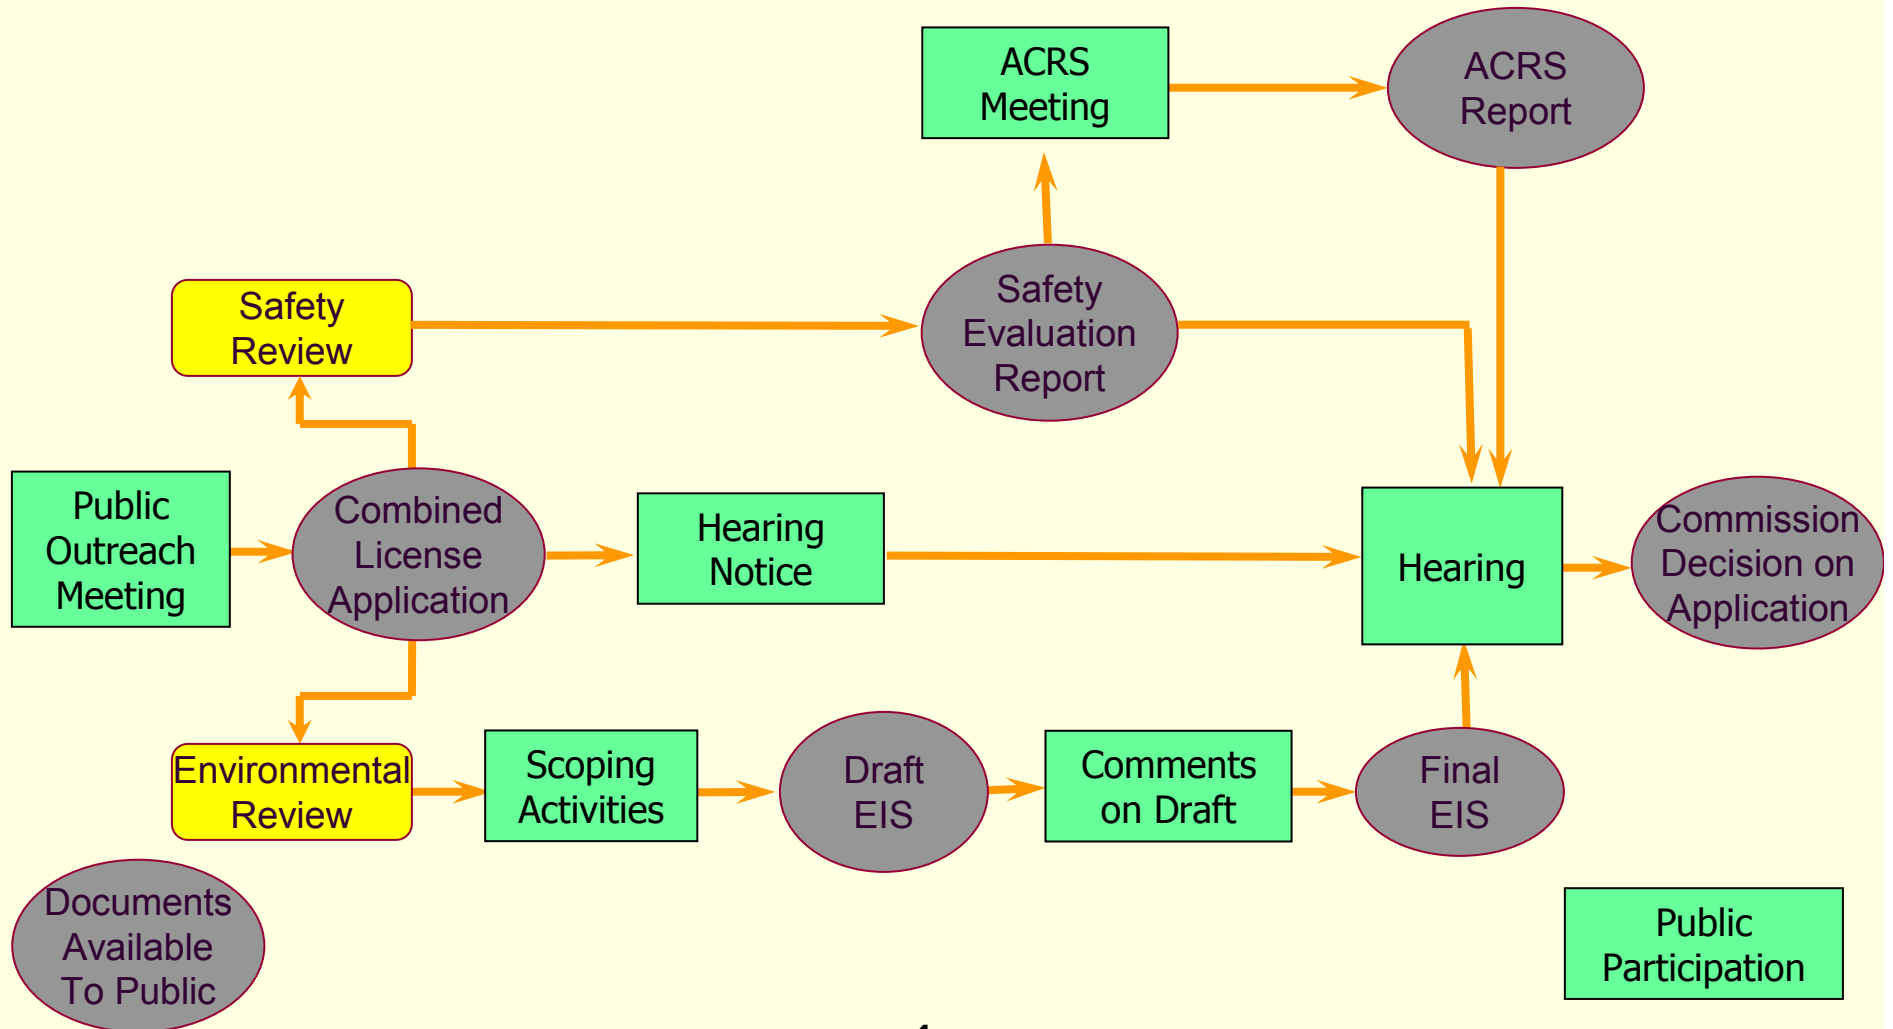 ACRS
Meeting
ACRS
Report
Safety
Review
Safety
Evaluation
Report
Public
Outreach
Meeting
Combined
License
Application
Hearing
Notice
Hearing
Commission
Decision on
Application
Environmental
Review
Scoping
Activities
Draft
EIS
Comments
on Draft
Final
EIS
Documents
Available
To Public
Public
Participation